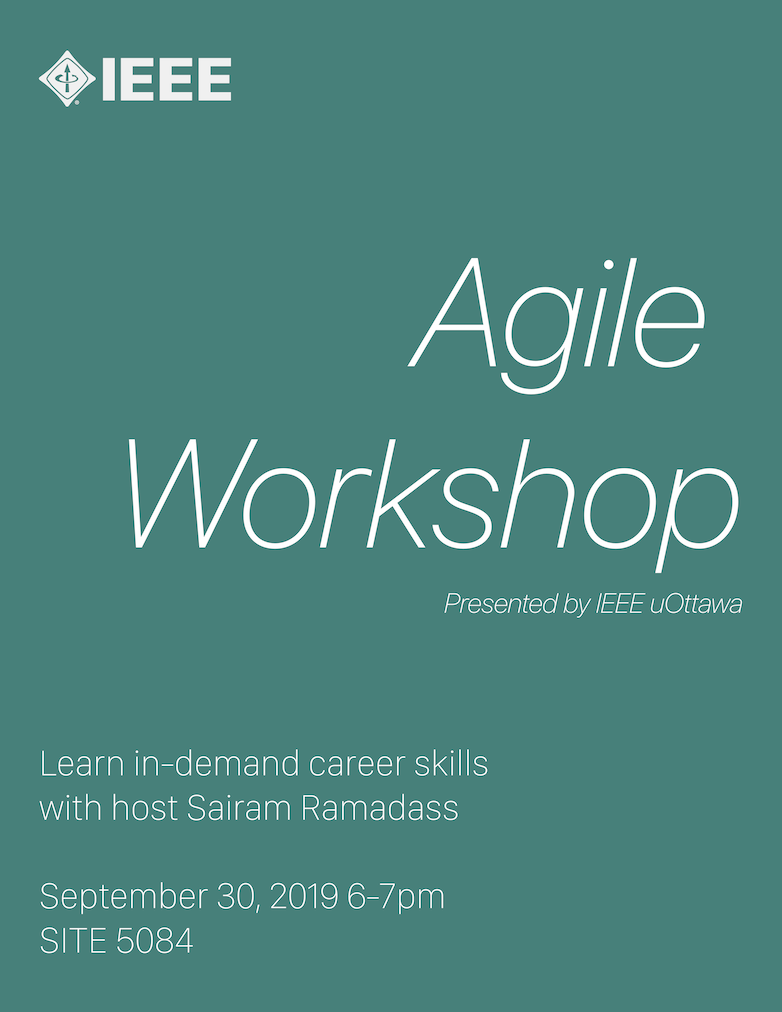 IEEE
Agile
Workshop
Presented by IEEE uOttawa
Learn in-demand career skills
with host Sairam Ramadass
September 30, 2019 6-7pm
SITE 5084